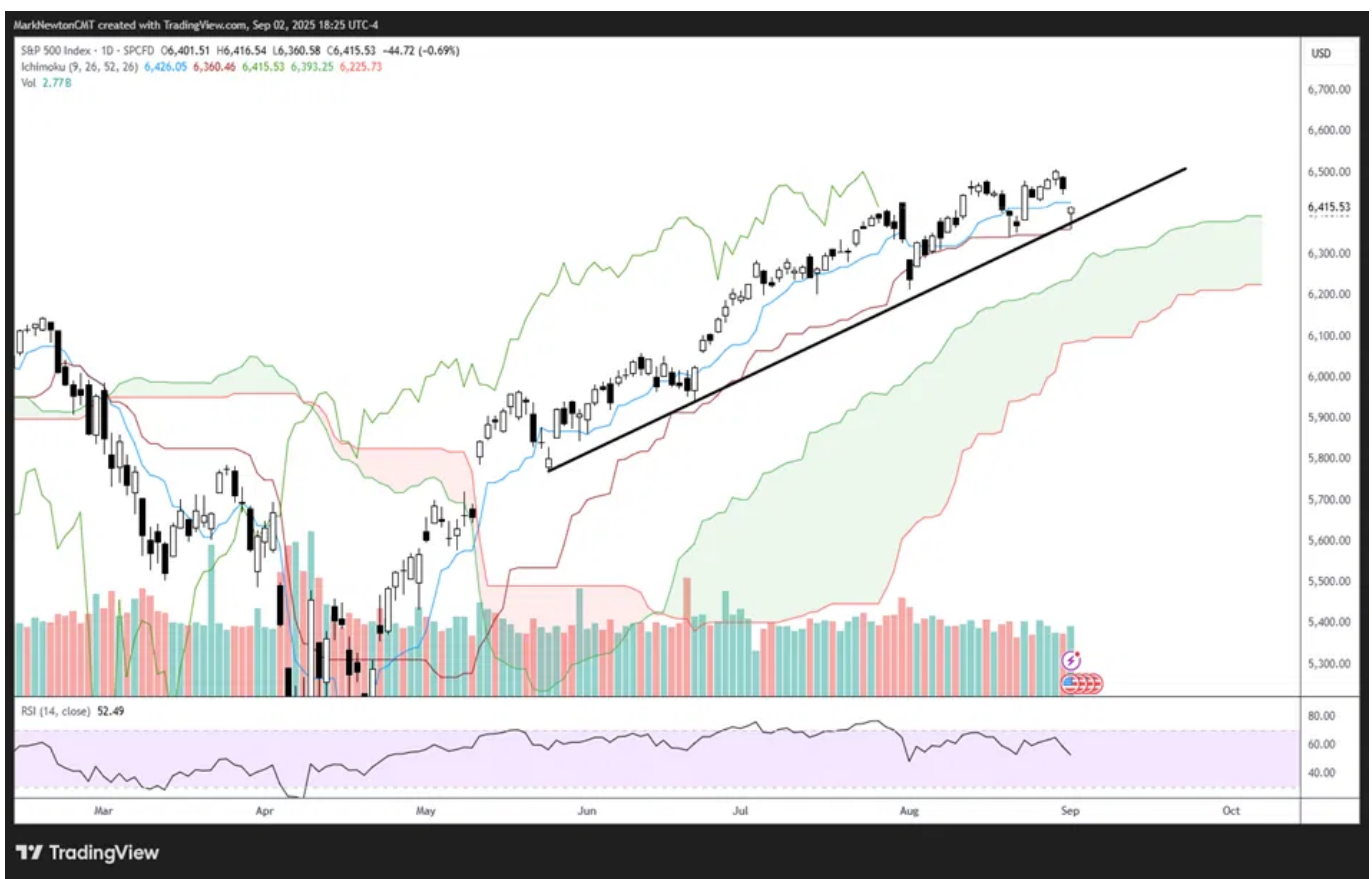 MarkNewtonCMT created with TradingView.com, Sep 02, 2025 18:25 UTC-4
S&P 500 Index · 1D · SPCFD O6,401.51 H6,416.54 L6,360.58 C6,415.53 −44.72 (−0.69%)
Ichimoku (9, 26, 52, 26) 6,426.05 6,360.46 6,415.53 6,393.25 6,225.73
Vol 2.77B
USD
6,700.00
6,600.00
6,500.00
6,415.53
6,300.00
6,200.00
6,100.00
6,000.00
5,900.00
5,800.00
5,700.00
5,600.00
5,500.00
5,400.00
5,300.00
RSI (14, close) 52.49
80.00
60.00
40.00
Mar Apr May Jun Jul Aug Sep Oct
TradingView